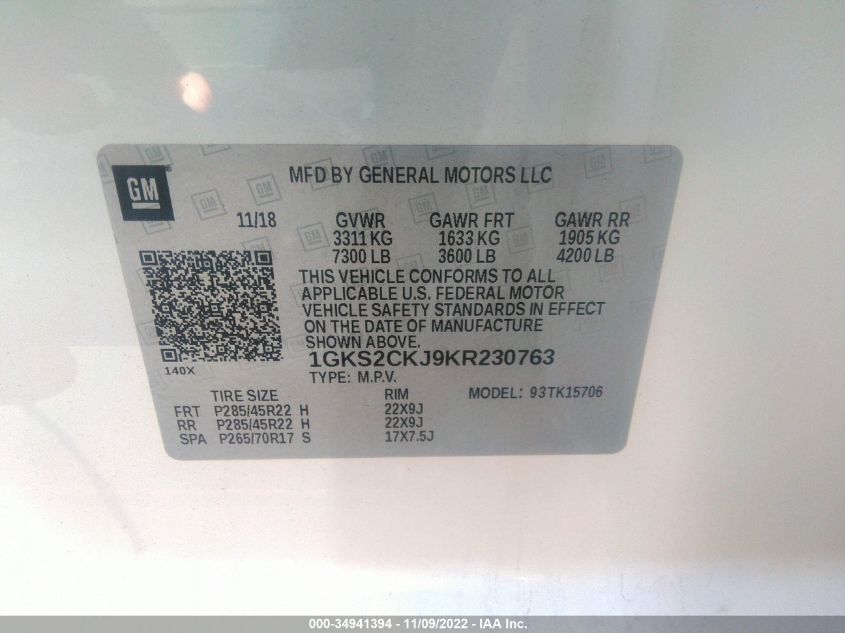 GM
MFD BY GENERAL MOTORS LLC
11/18 GVWR GAWR FRT GAWR RR
3311 KG 1633 KG 1905 KG
7300 LB 3600 LB 4200 LB
THIS VEHICLE CONFORMS TO ALL
APPLICABLE U.S. FEDERAL MOTOR
VEHICLE SAFETY STANDARDS IN EFFECT
ON THE DATE OF MANUFACTURE
SHOWN ABOVE.
1GKS2CKJ9KR230763
140X
TYPE: M.P.V.
TIRE SIZE RIM MODEL: 93TK15706
FRT P285/45R22 H 22X9J
RR P285/45R22 H 22X9J
SPA P265/70R17 S 17X7.5J
000-34941394 - 11/09/2022 - IAA Inc.